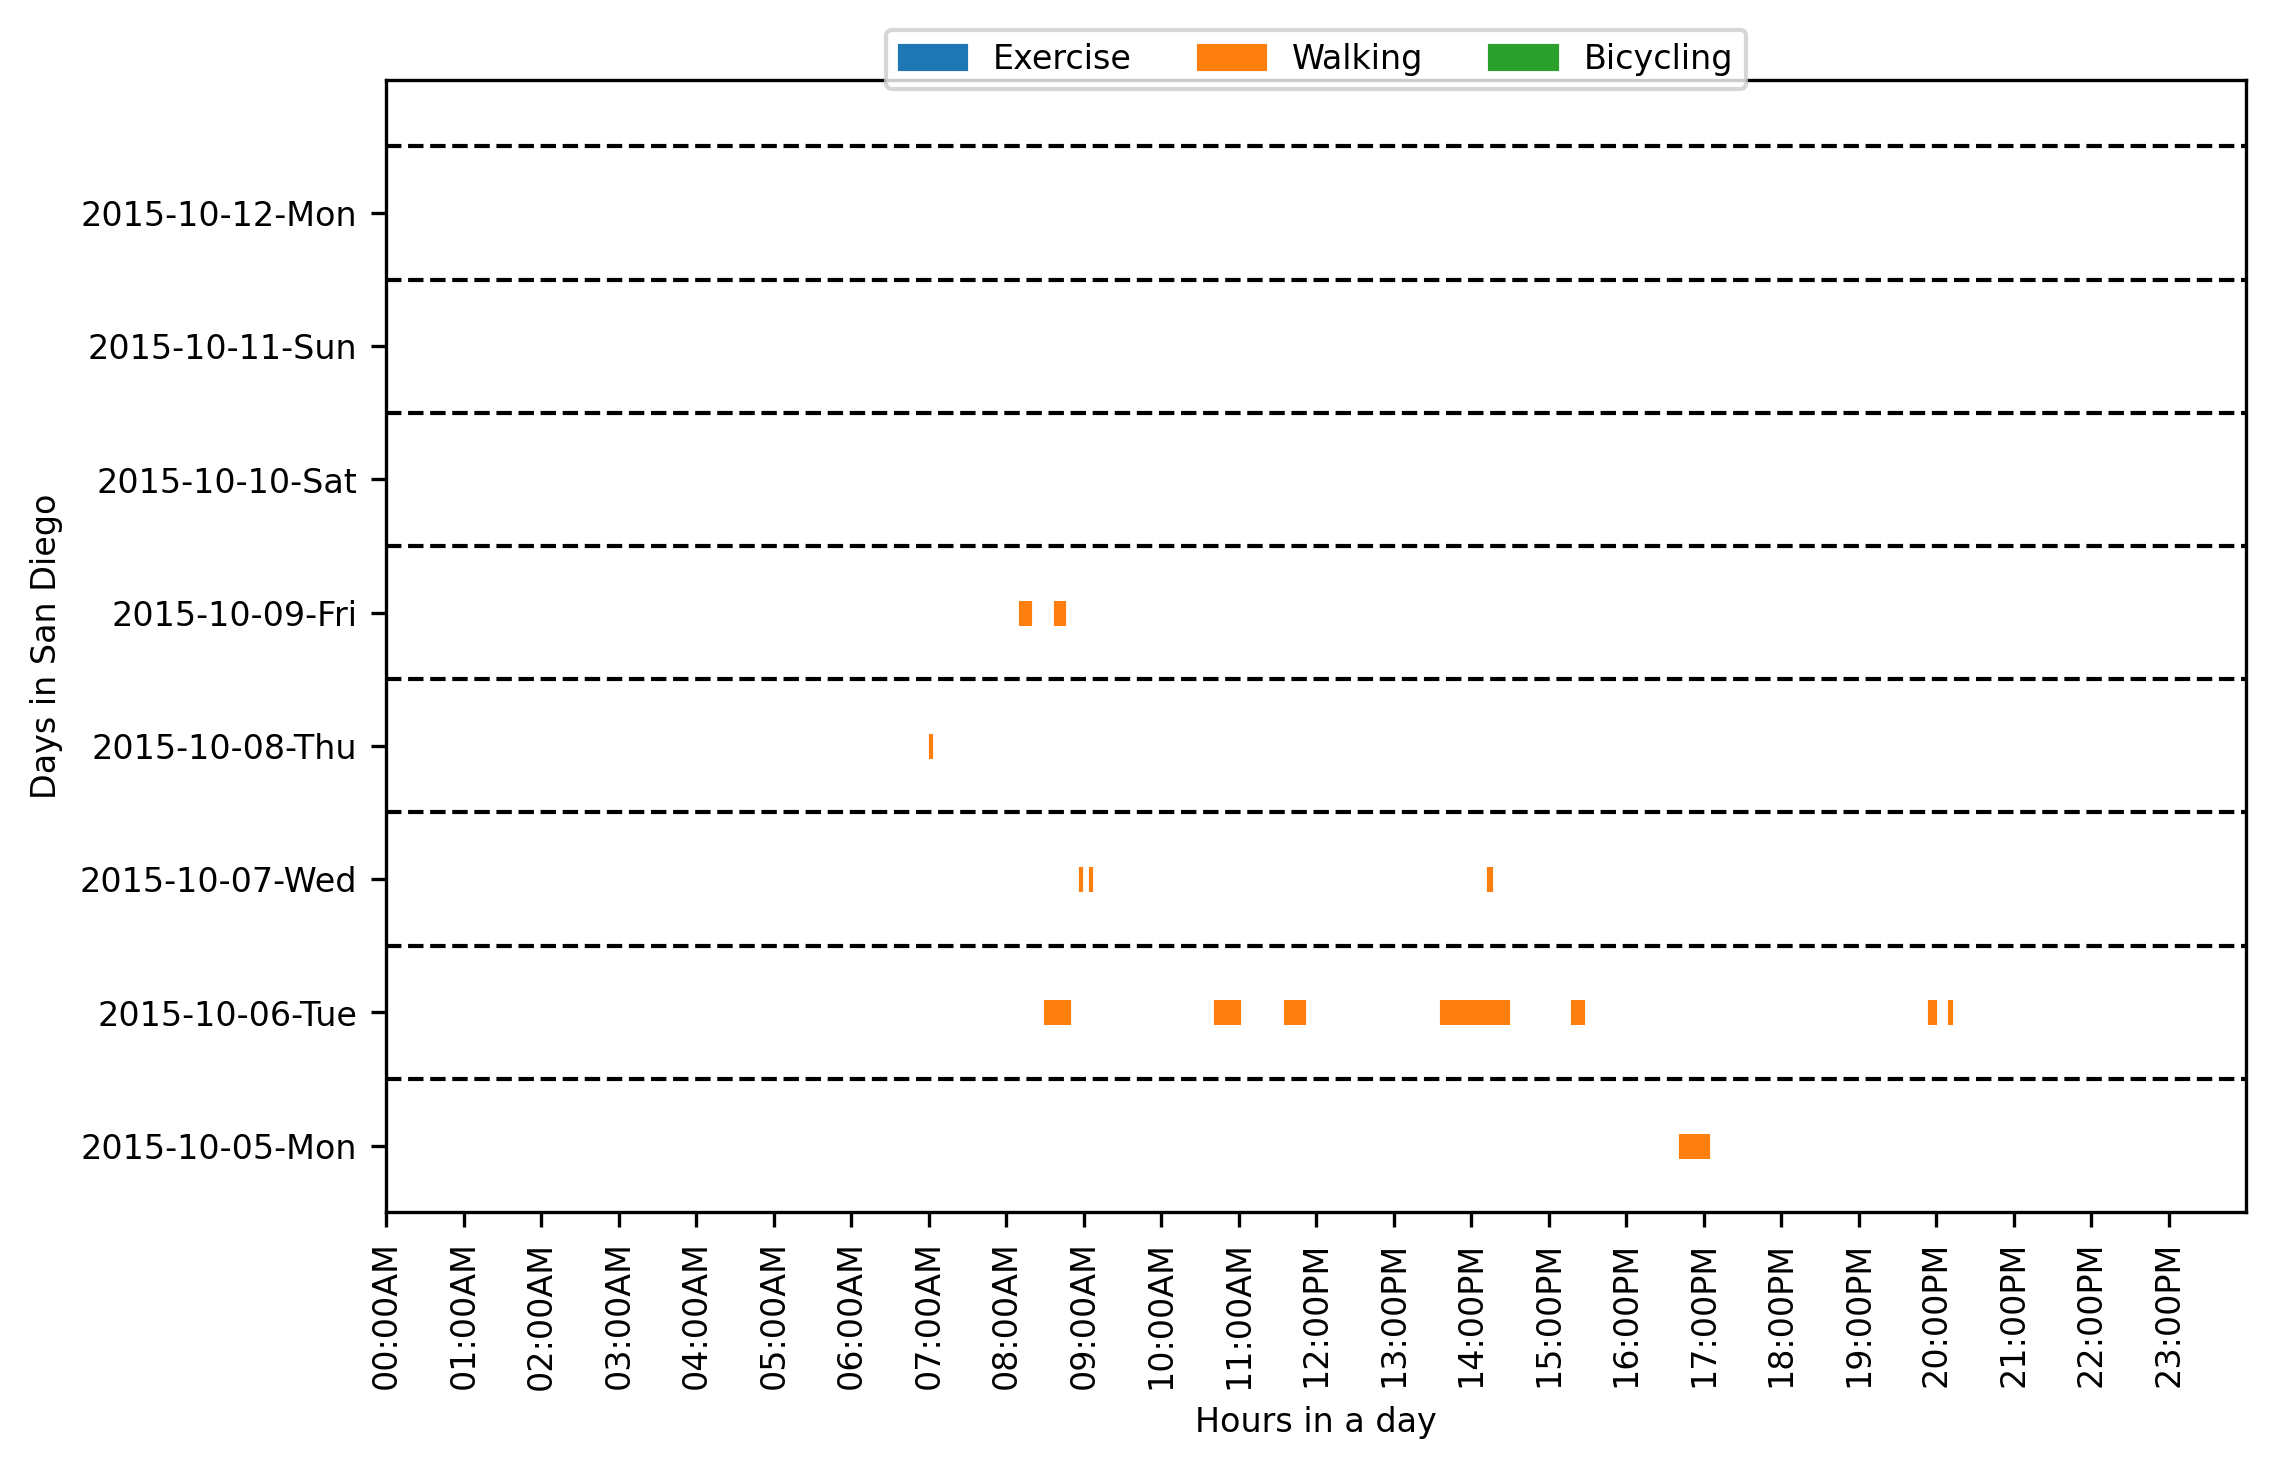 Exercise Walking Bicycling
2015-10-12-Mon
2015-10-11-Sun
2015-10-10-Sat
2015-10-09-Fri
2015-10-08-Thu
2015-10-07-Wed
2015-10-06-Tue
2015-10-05-Mon
Days in San Diego
00:00AM
01:00AM
02:00AM
03:00AM
04:00AM
05:00AM
06:00AM
07:00AM
08:00AM
09:00AM
10:00AM
11:00AM
12:00PM
13:00PM
14:00PM
15:00PM
16:00PM
17:00PM
18:00PM
19:00PM
20:00PM
21:00PM
22:00PM
23:00PM
Hours in a day